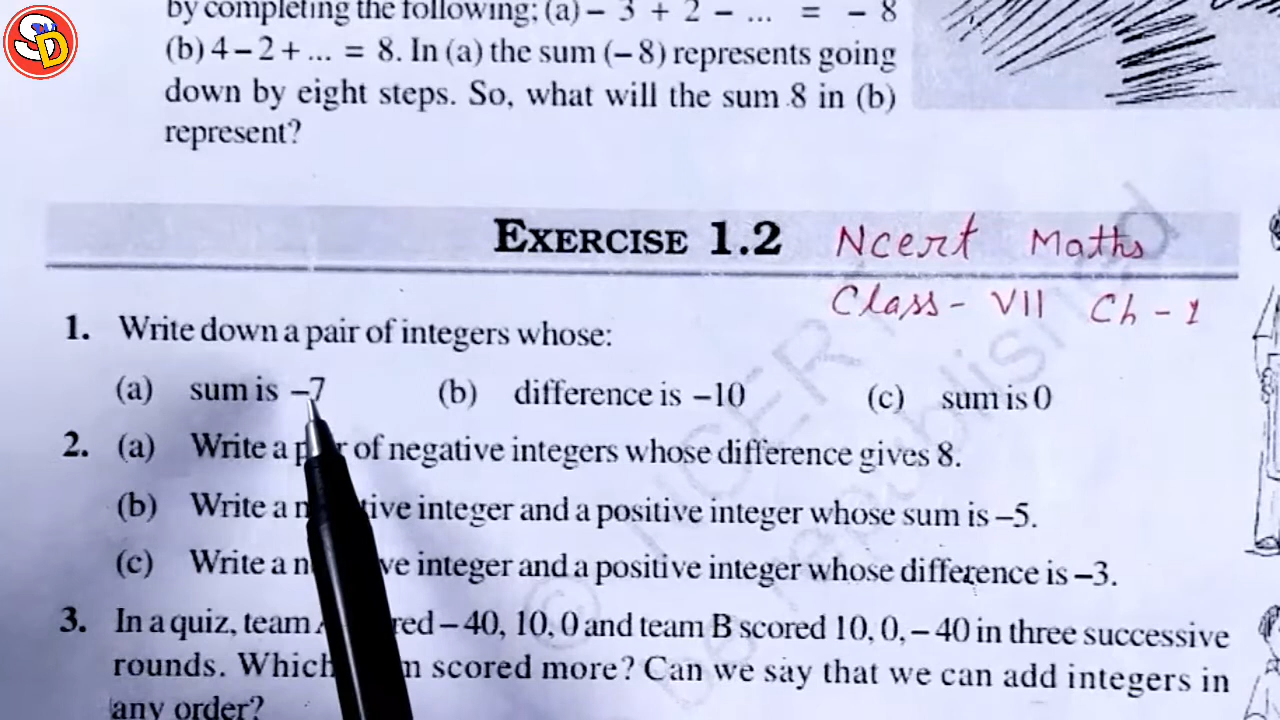 SD
by completing the following; (a) – 3 + 2 – ... = – 8
(b) 4 – 2 + ... = 8. In (a) the sum (– 8) represents going
down by eight steps. So, what will the sum 8 in (b)
represent?
EXERCISE 1.2 Ncert Maths
Class - VII Ch - 1
1. Write down a pair of integers whose:
(a) sum is –7 (b) difference is –10 (c) sum is 0
2. (a) Write a of negative integers whose difference gives 8.
(b) Write a integer and a positive integer whose sum is –5.
(c) Write a integer and a positive integer whose difference is –3.
3. In a quiz, team – 40, 10, 0 and team B scored 10, 0, – 40 in three successive
rounds. Which scored more? Can we say that we can add integers in
any order?
© NCERT
be republished